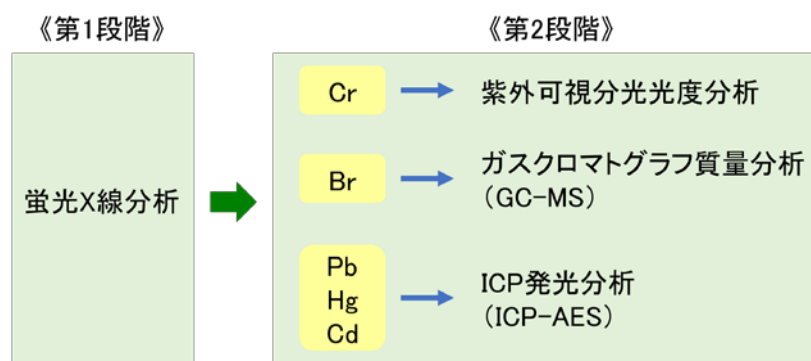 《第1段階》
《第2段階》
蛍光X線分析
Cr
紫外可視分光光度分析
Br
ガスクロマトグラフ質量分析
(GC-MS)
Pb
Hg
Cd
ICP発光分析
(ICP-AES)